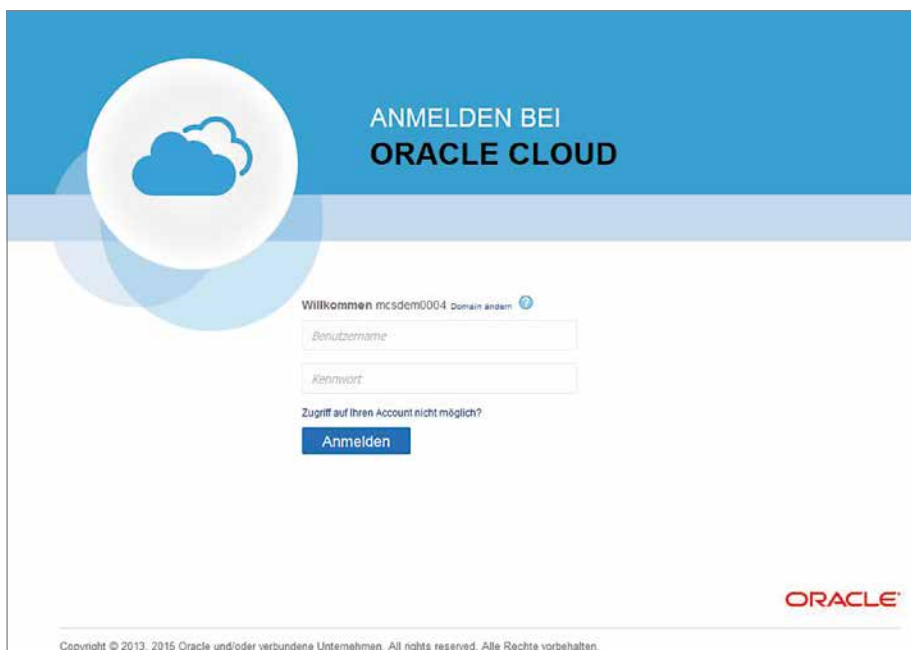 ANMELDEN BEI
ORACLE CLOUD
Willkommen mcsdem0004 Domain ändern ?
Benutzername
Kennwort
Zugriff auf Ihren Account nicht möglich?
Anmelden
ORACLE
Copyright © 2013, 2015 Oracle und/oder verbundene Unternehmen. All rights reserved. Alle Rechte vorbehalten.